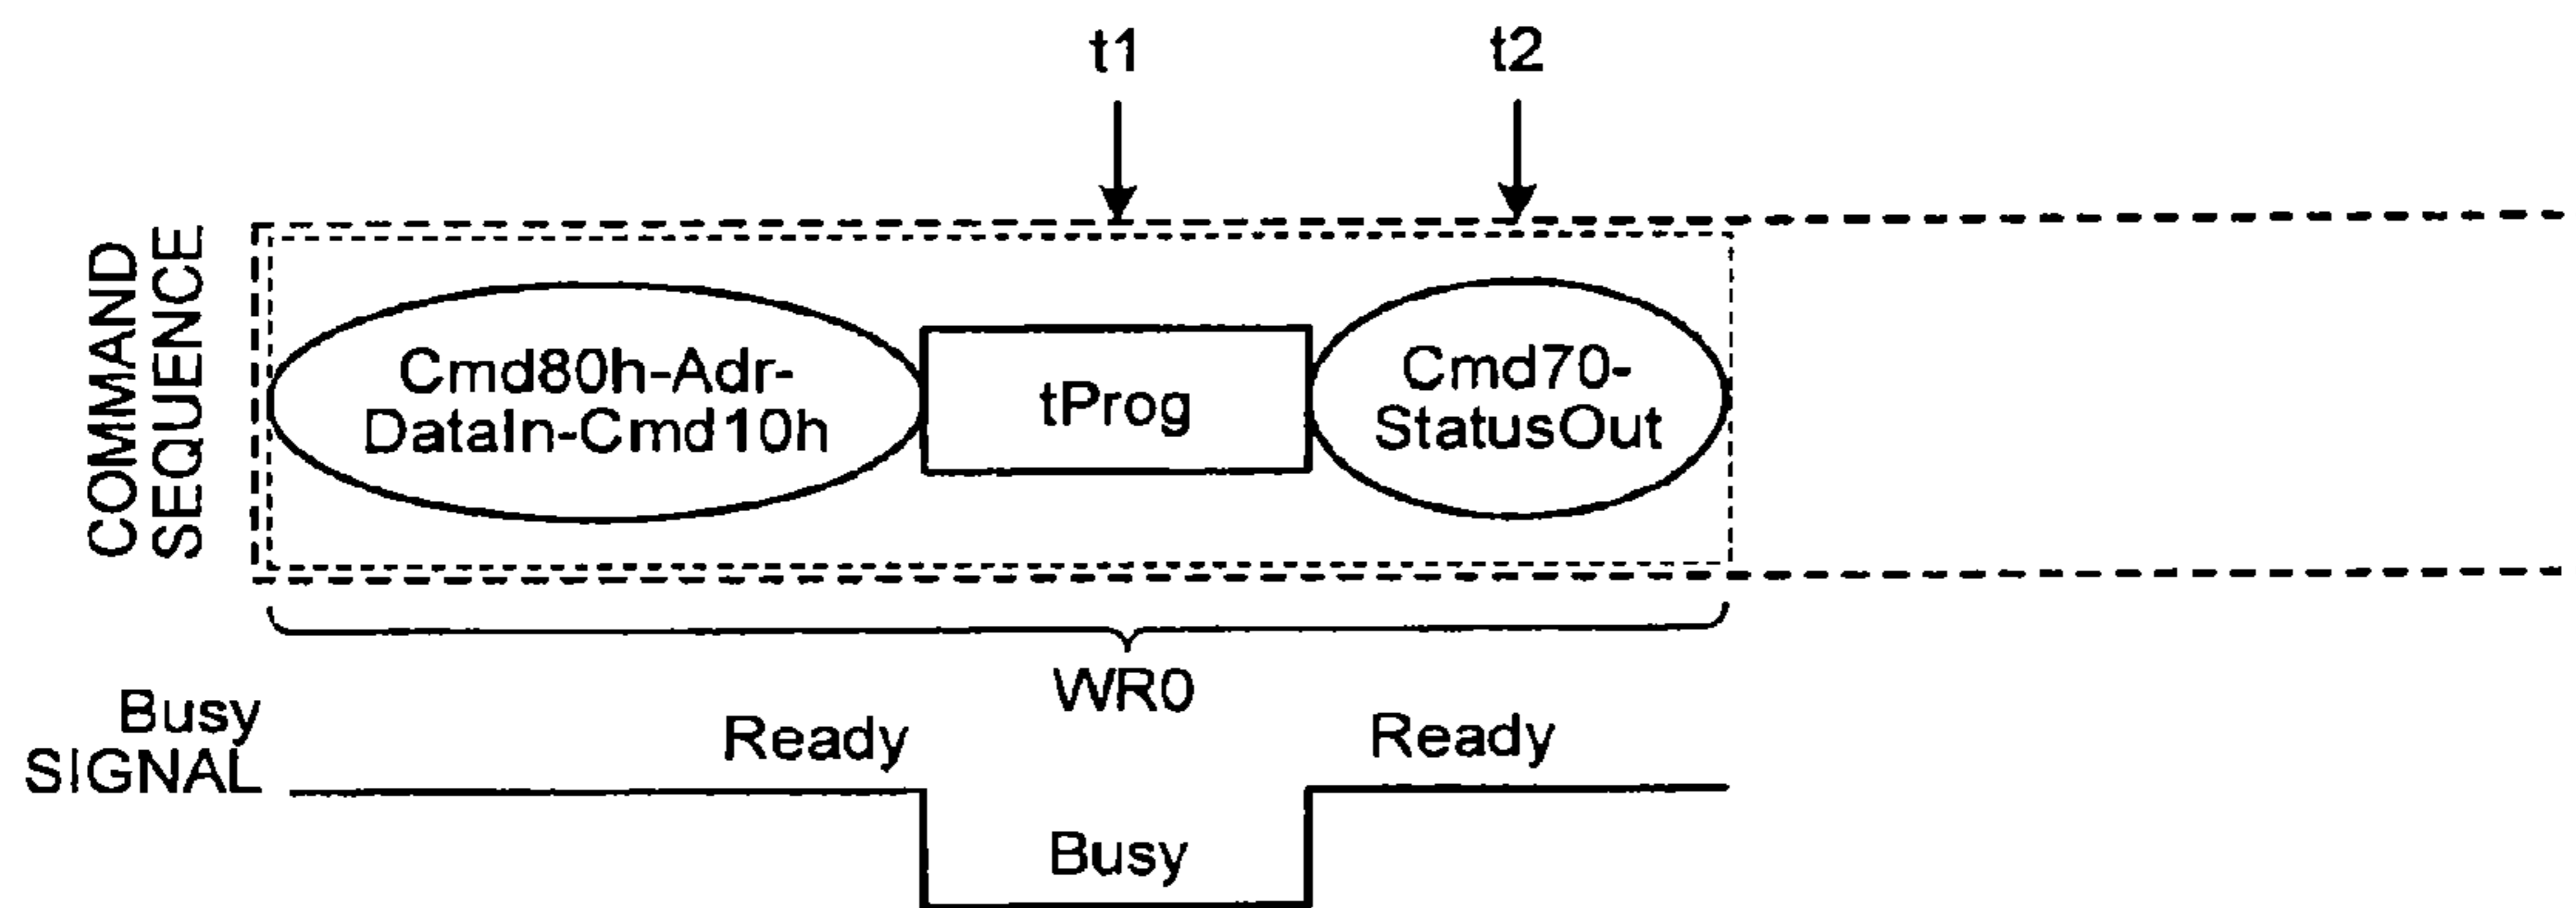 t1
t2
COMMAND
SEQUENCE
Cmd80h-Adr-
DataIn-Cmd10h
tProg
Cmd70-
StatusOut
WR0
Busy
SIGNAL
Ready
Busy
Ready